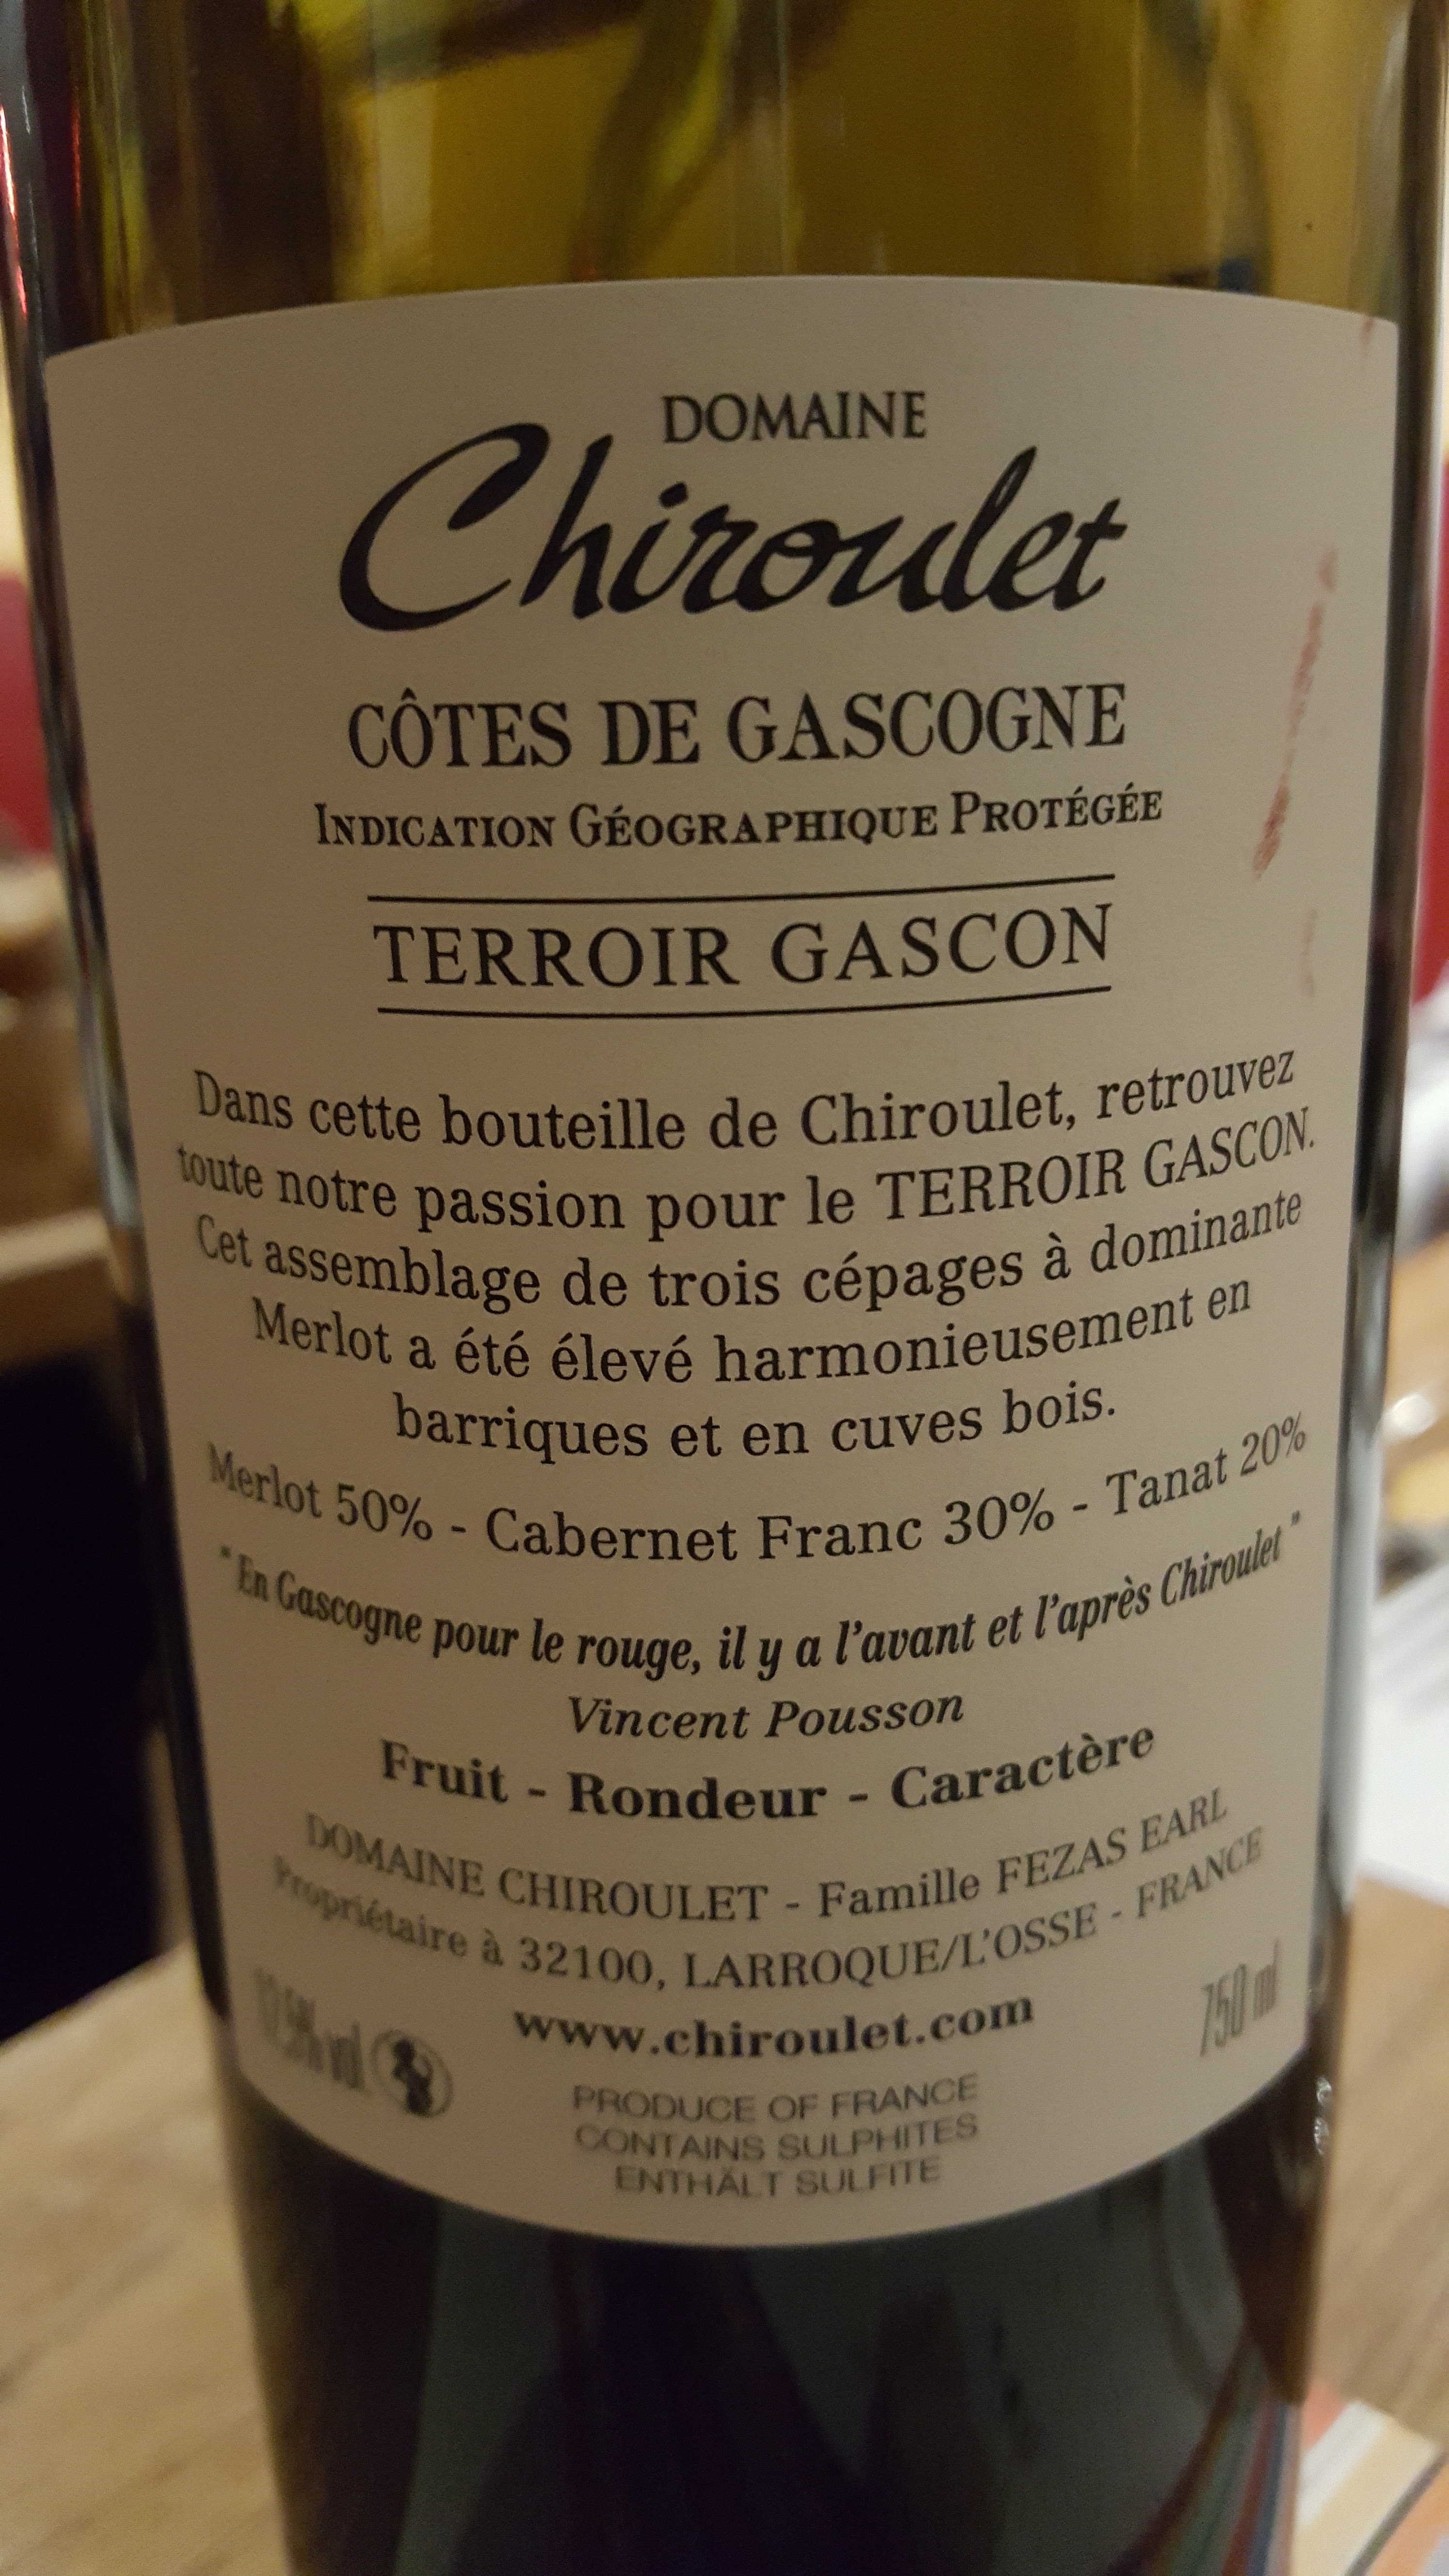 DOMAINE
Chiroulet
CÔTES DE GASCOGNE
INDICATION GÉOGRAPHIQUE PROTÉGÉE
TERROIR GASCON
Dans cette bouteille de Chiroulet, retrouvez
toute notre passion pour le TERROIR GASCON.
Cet assemblage de trois cépages à dominante
Merlot a été élevé harmonieusement en
barriques et en cuves bois.
Merlot 50% - Cabernet Franc 30% - Tanat 20%
" En Gascogne pour le rouge, il y a l'avant et l'après Chiroulet "
Vincent Pousson
Fruit - Rondeur - Caractère
DOMAINE CHIROULET - Famille FEZAS EARL
Propriétaire à 32100, LARROQUE/L'OSSE - FRANCE
www.chiroulet.com
vol
750 ml
PRODUCE OF FRANCE
CONTAINS SULPHITES
ENTHÄLT SULFITE